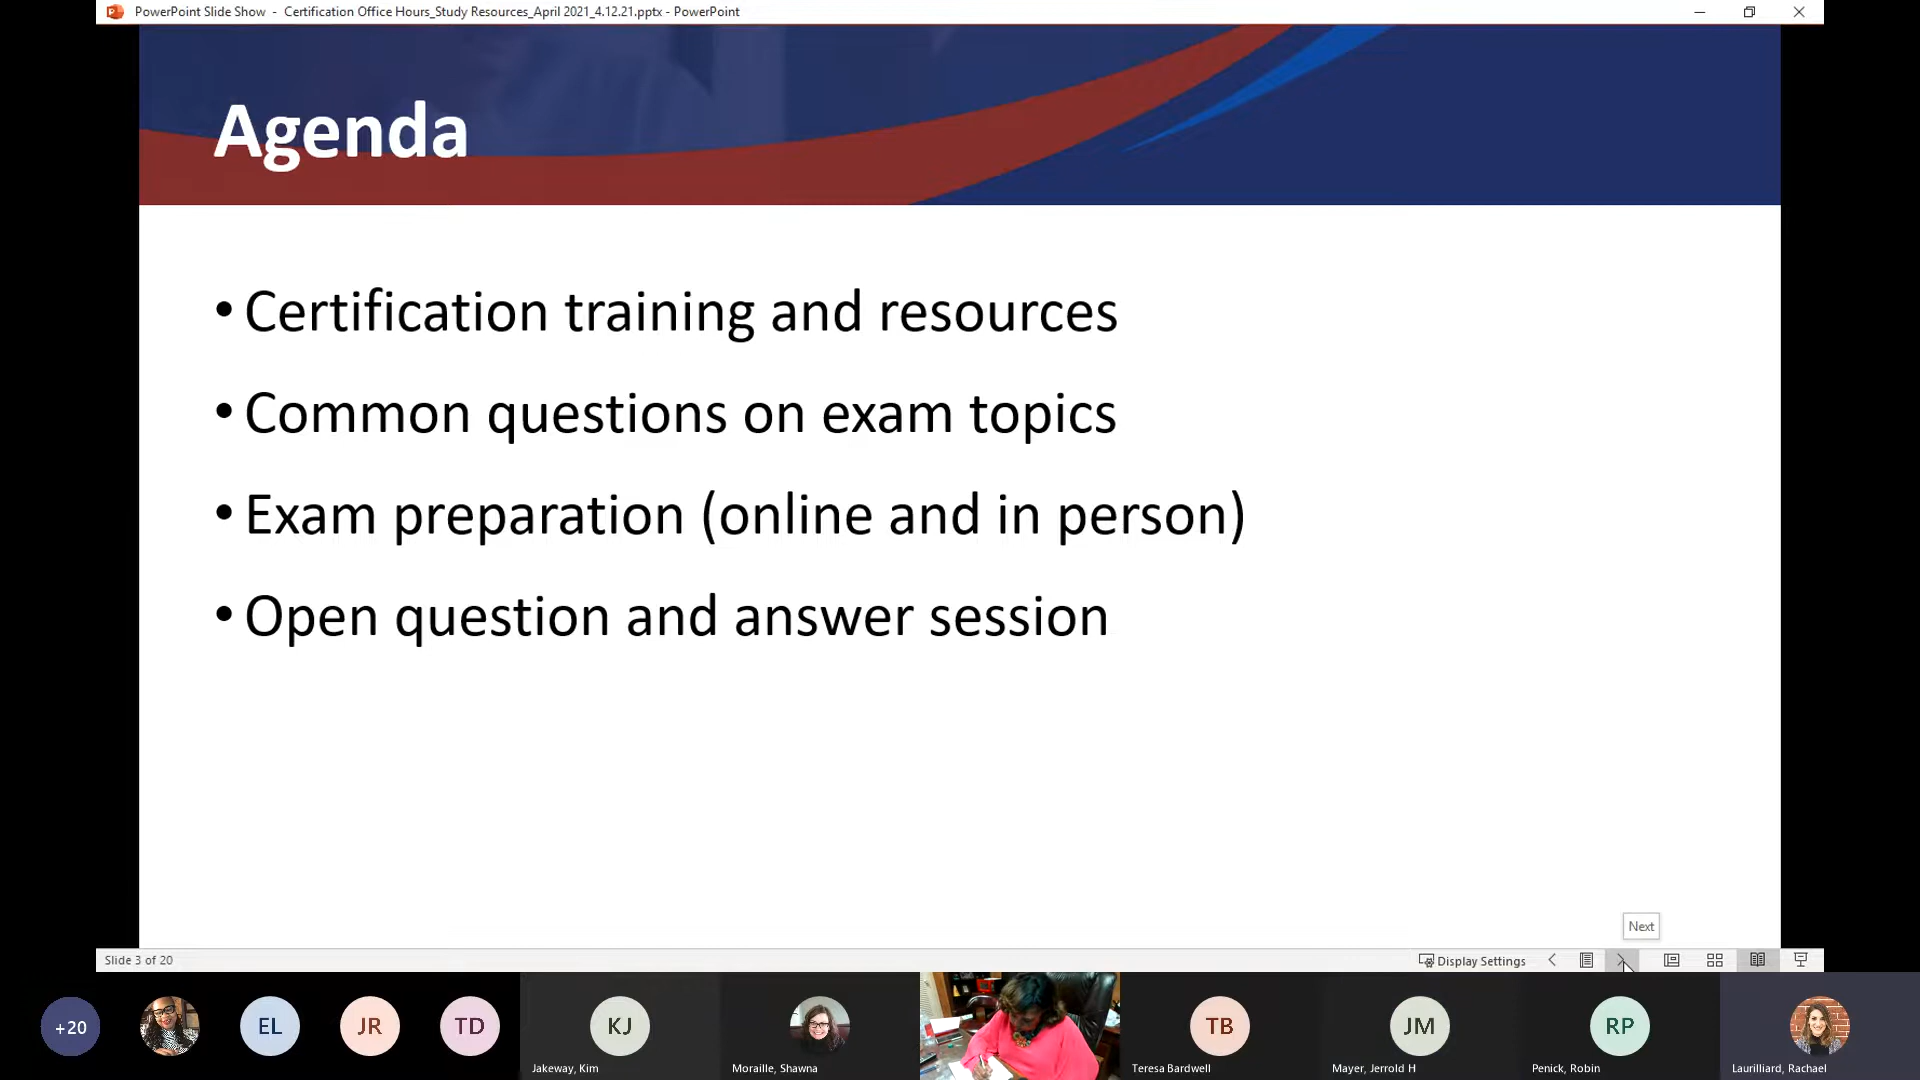 PowerPoint Slide Show - Certification Office Hours_Study Resources_April 2021_4.12.21.pptx - PowerPoint
Agenda
• Certification training and resources
• Common questions on exam topics
• Exam preparation (online and in person)
• Open question and answer session
Next
Slide 3 of 20
Display Settings
+20
EL
JR
TD
KJ
TB
JM
RP
Jakeway, Kim
Moraille, Shawna
Teresa Bardwell
Mayer, Jerrold H
Penick, Robin
Laurilliard, Rachael